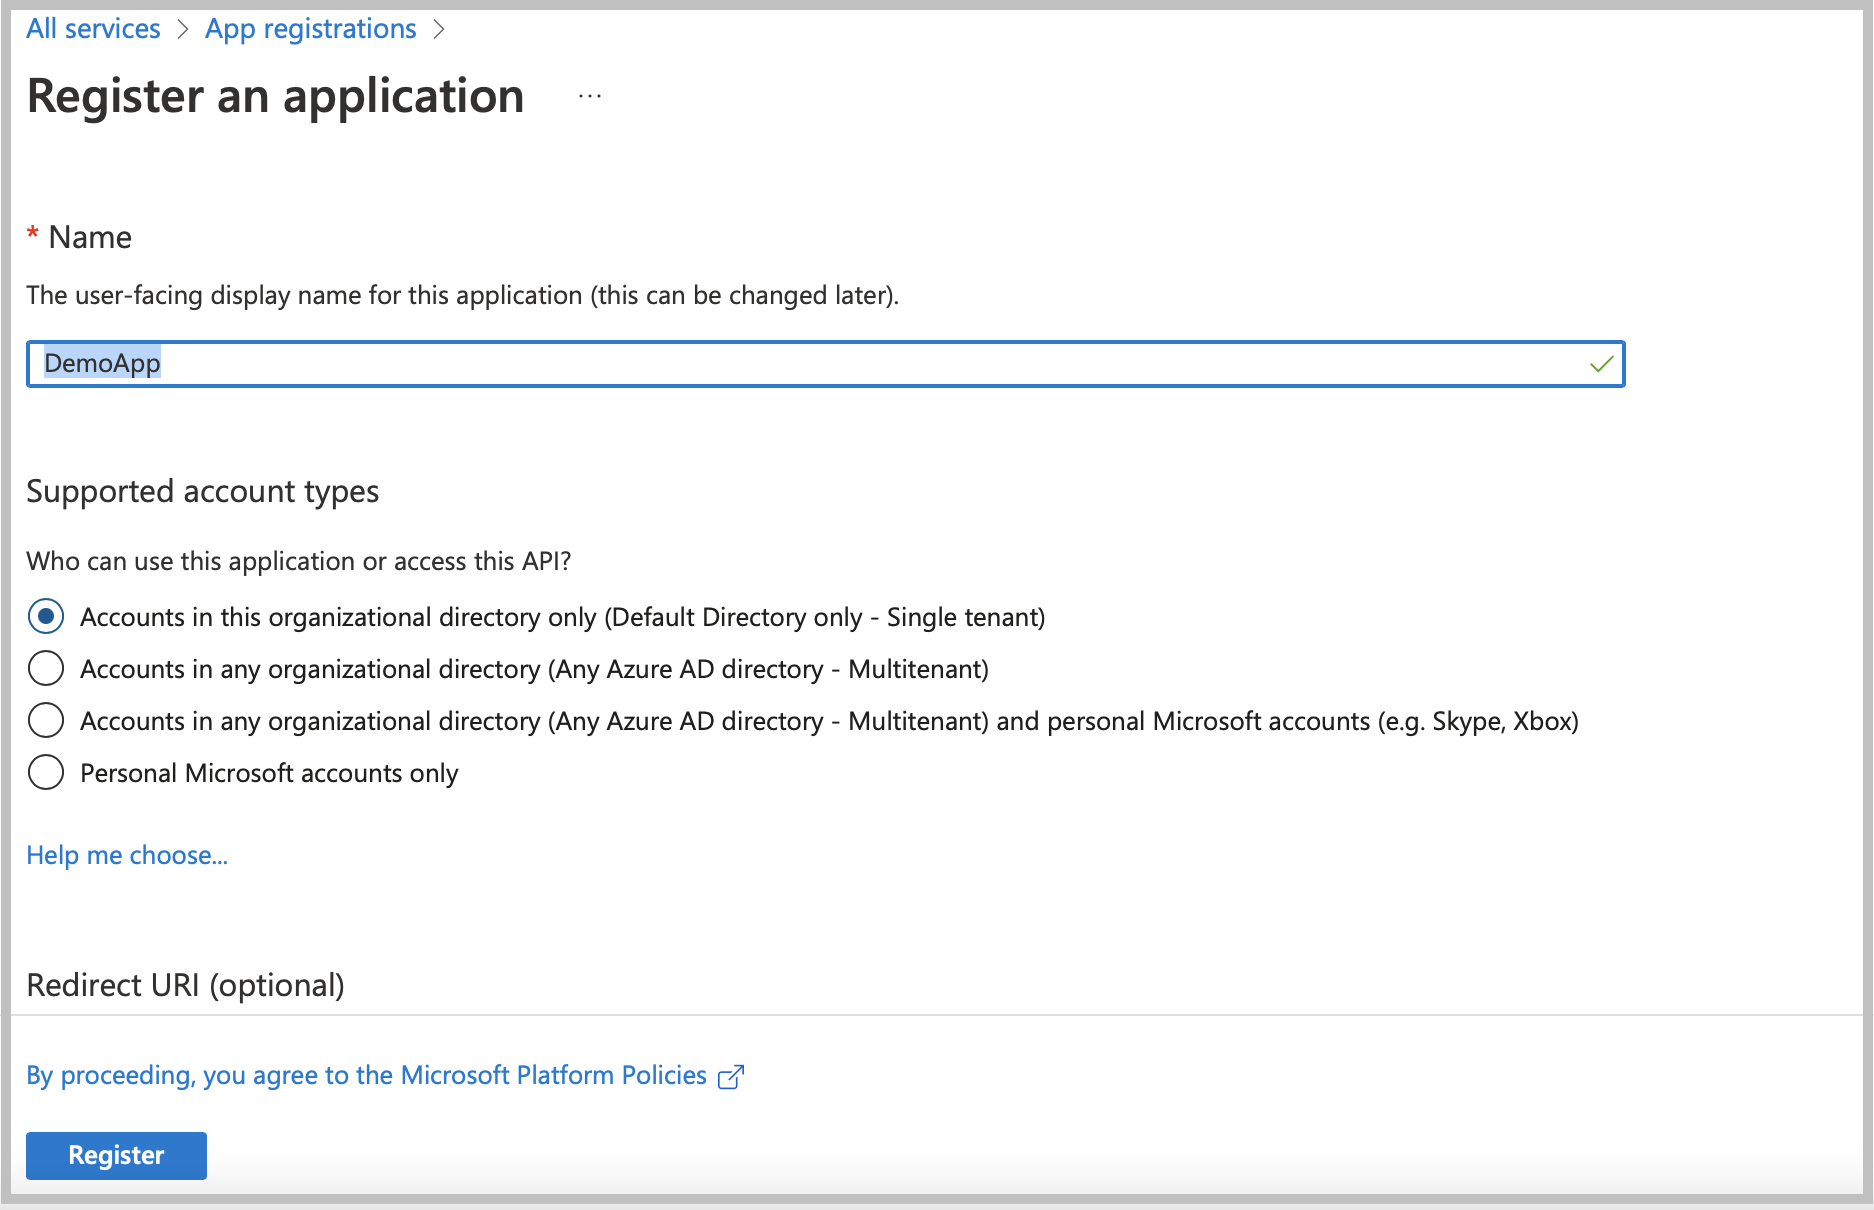 All services > App registrations >
Register an application ...
* Name
The user-facing display name for this application (this can be changed later).
DemoApp
Supported account types
Who can use this application or access this API?
Accounts in this organizational directory only (Default Directory only - Single tenant)
Accounts in any organizational directory (Any Azure AD directory - Multitenant)
Accounts in any organizational directory (Any Azure AD directory - Multitenant) and personal Microsoft accounts (e.g. Skype, Xbox)
Personal Microsoft accounts only
Help me choose...
Redirect URI (optional)
By proceeding, you agree to the Microsoft Platform Policies
Register